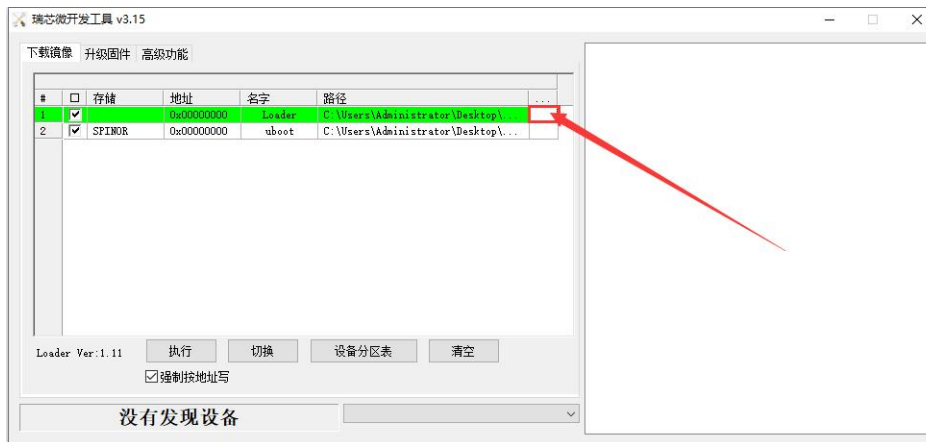 瑞芯微开发工具 v3.15
下载镜像 升级固件 高级功能
# 存储 地址 名字 路径 ...
1 0x00000000 Loader C:\Users\Administrator\Desktop\...
2 SPINOR 0x00000000 uboot C:\Users\Administrator\Desktop\...
Loader Ver:1.11 执行 切换 设备分区表 清空
强制按地址写
没有发现设备